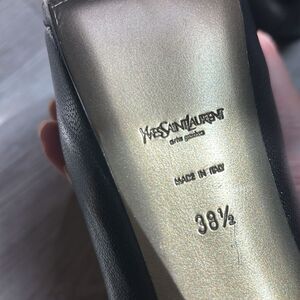 YVESSAINTLAURENT
rive gauche
MADE IN ITALY
38½